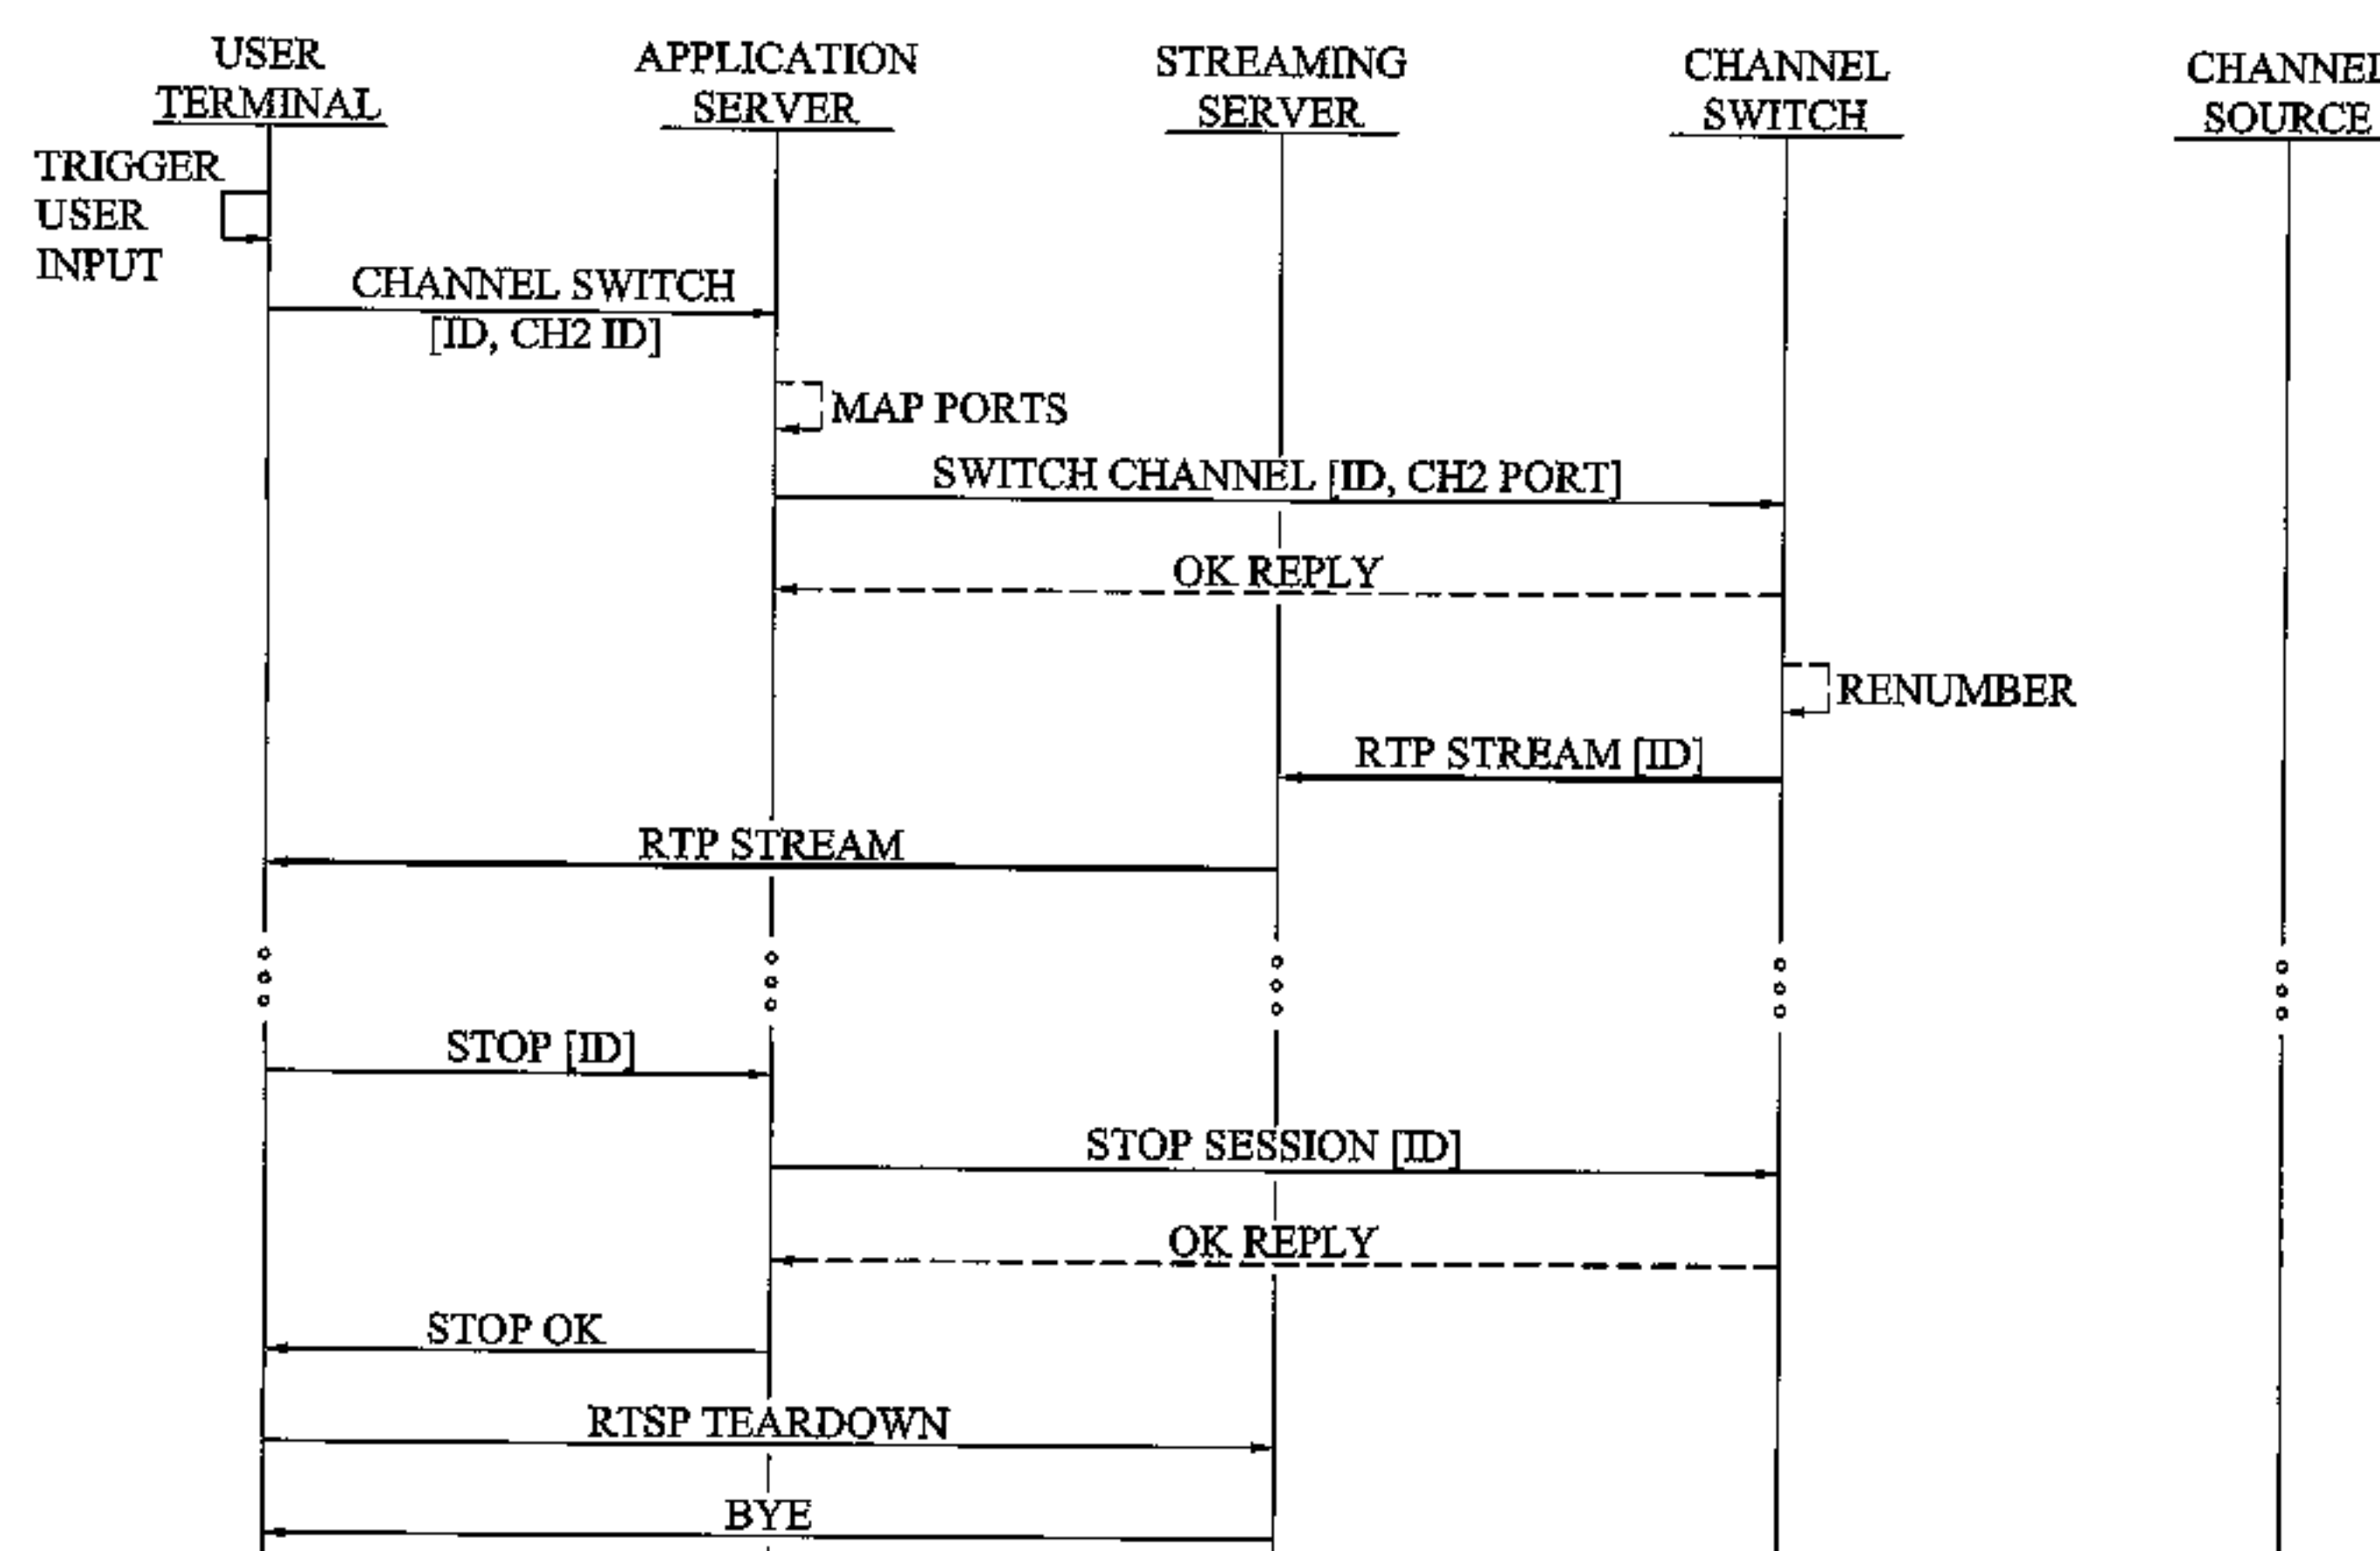 USER
TERMINAL
APPLICATION
SERVER
STREAMING
SERVER
CHANNEL
SWITCH
CHANNEL
SOURCE
TRIGGER
USER
INPUT
CHANNEL SWITCH
[ID, CH2 ID]
MAP PORTS
SWITCH CHANNEL [ID, CH2 PORT]
OK REPLY
RENUMBER
RTP STREAM [ID]
RTP STREAM
STOP [ID]
STOP SESSION [ID]
OK REPLY
STOP OK
RTSP TEARDOWN
BYE